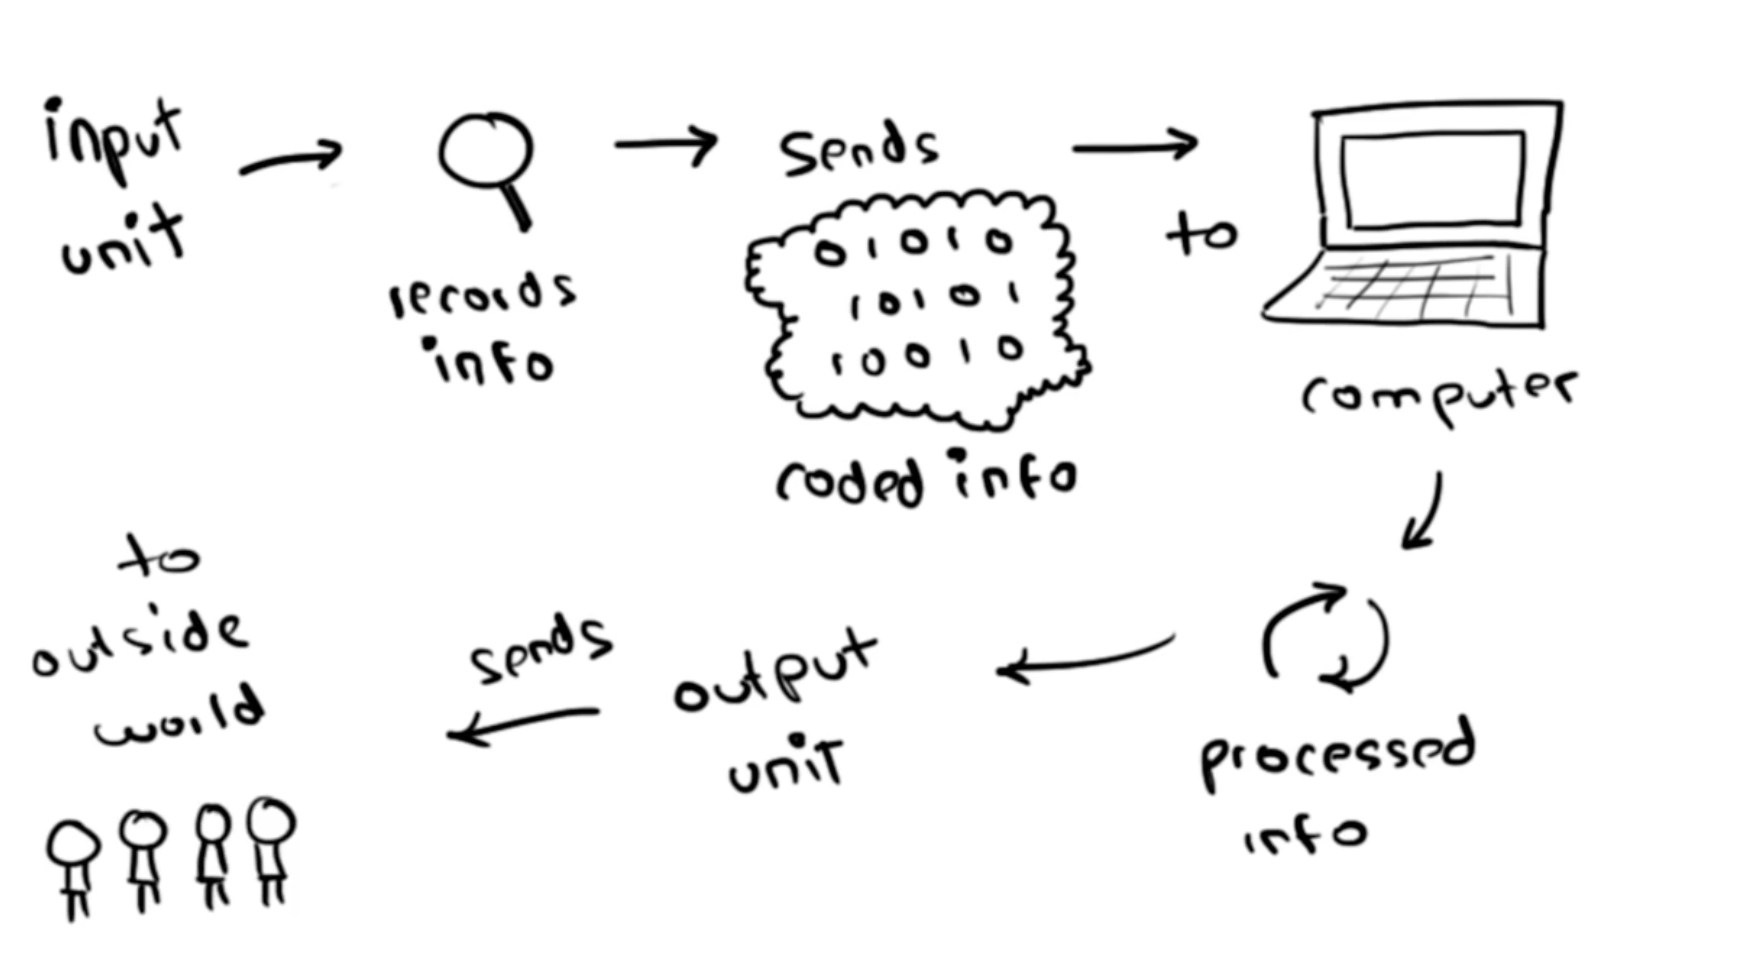 input
unit
records
info
sends
01010
10101
10010
coded info
to
computer
processed
info
output
unit
sends
to
outside
world